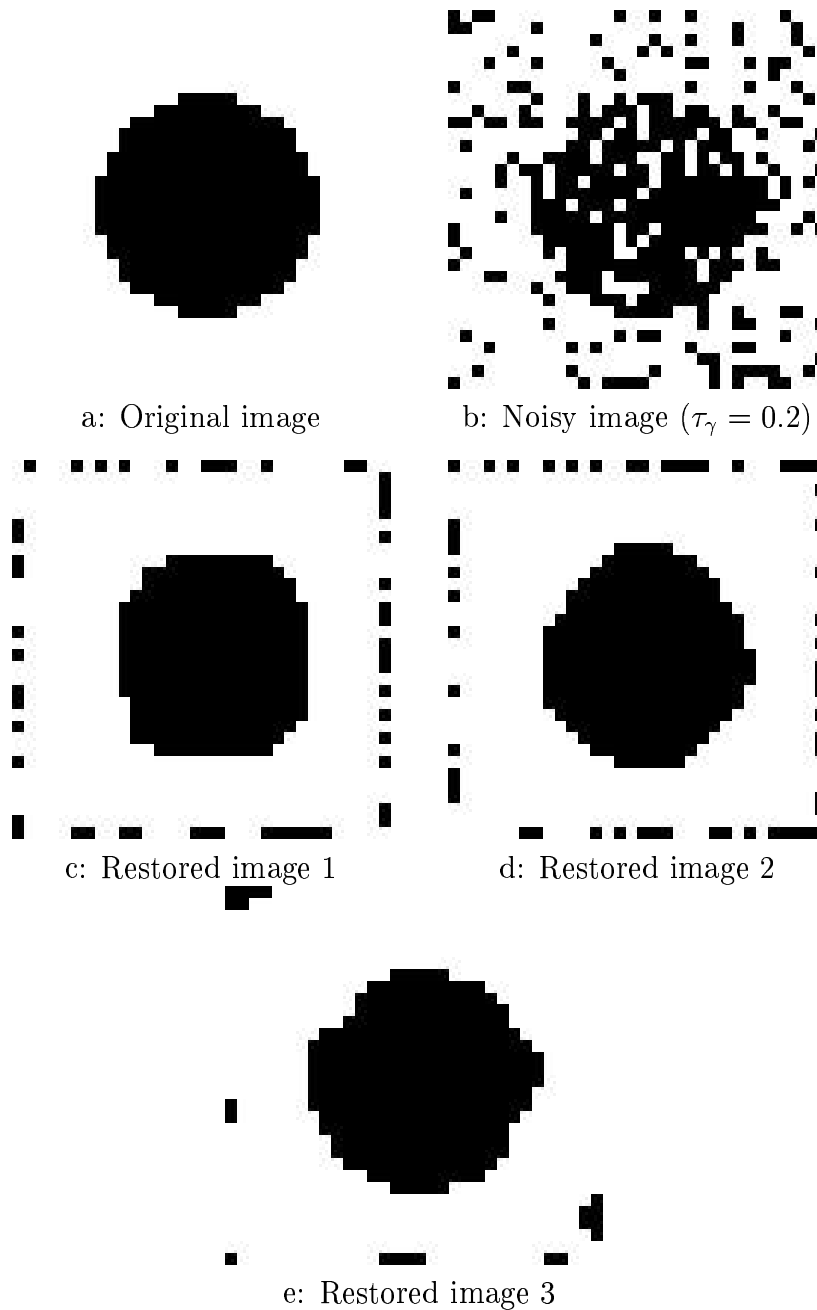 a: Original image
b: Noisy image (τγ = 0.2)
c: Restored image 1
d: Restored image 2
e: Restored image 3